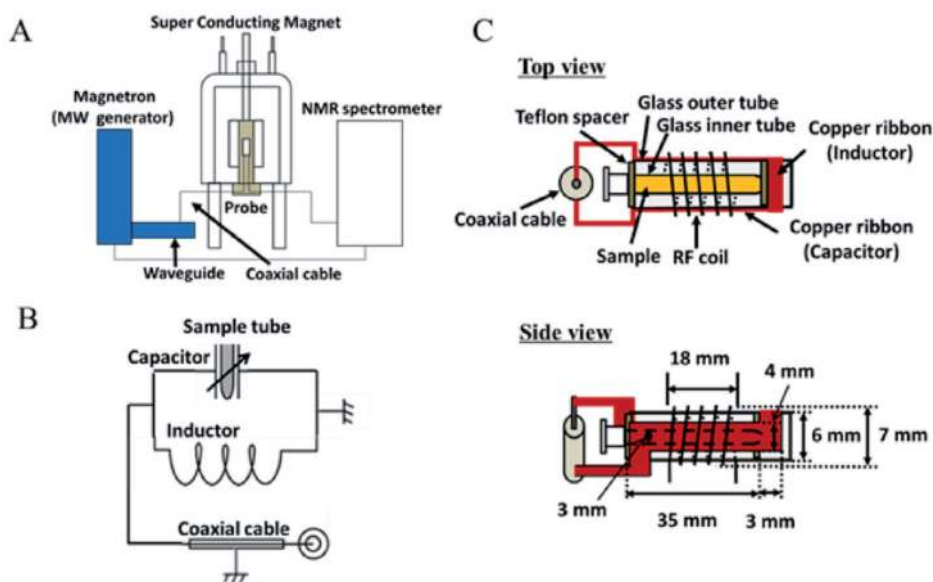 A
Super Conducting Magnet
Magnetron
(MW generator)
NMR spectrometer
Probe
Waveguide
Coaxial cable
B
Sample tube
Capacitor
Inductor
Coaxial cable
C
Top view
Glass outer tube
Teflon spacer
Glass inner tube
Copper ribbon
(Inductor)
Coaxial cable
Copper ribbon
(Capacitor)
Sample
RF coil
Side view
18 mm
4 mm
6 mm
7 mm
3 mm
35 mm
3 mm